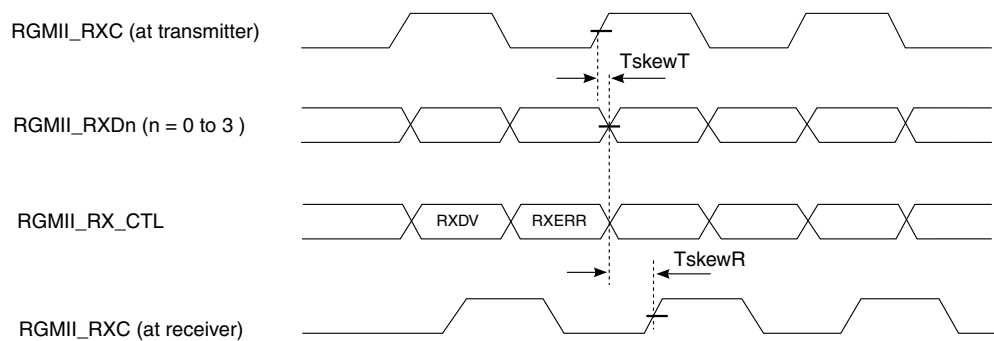 RGMII_RXC (at transmitter)
TskewT
RGMII_RXDn (n = 0 to 3 )
RGMII_RX_CTL
RXDV
RXERR
TskewR
RGMII_RXC (at receiver)